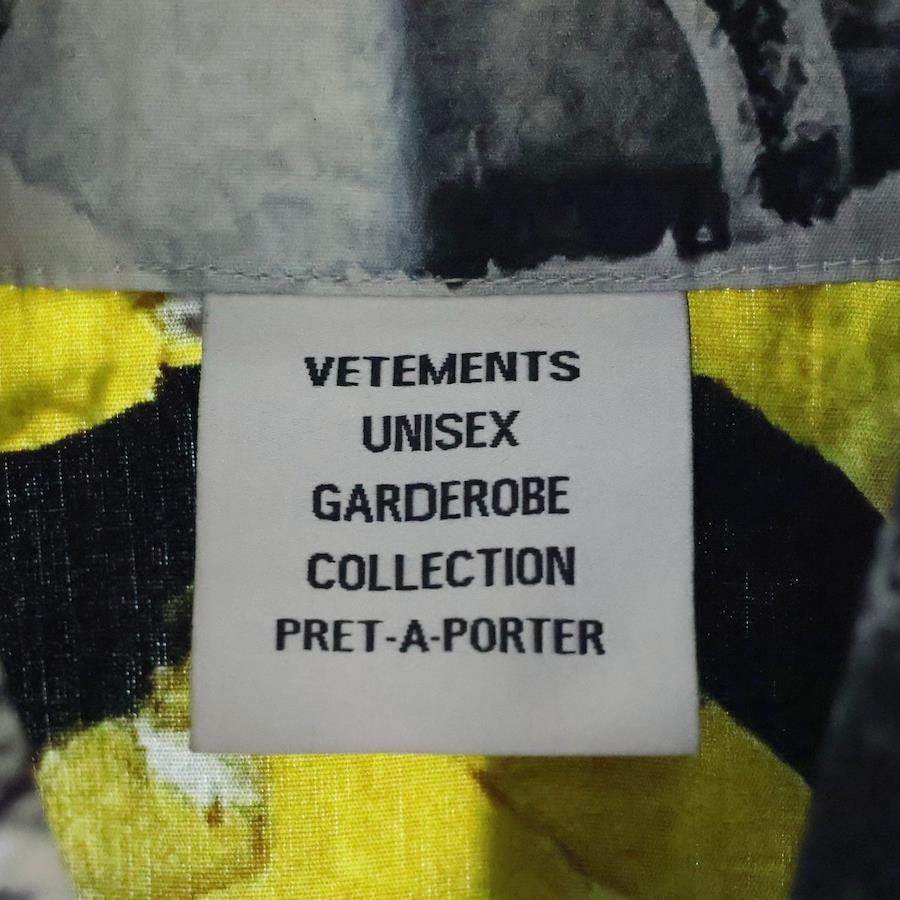 VETEMENTS
UNISEX
GARDEROBE
COLLECTION
PRET-A-PORTER